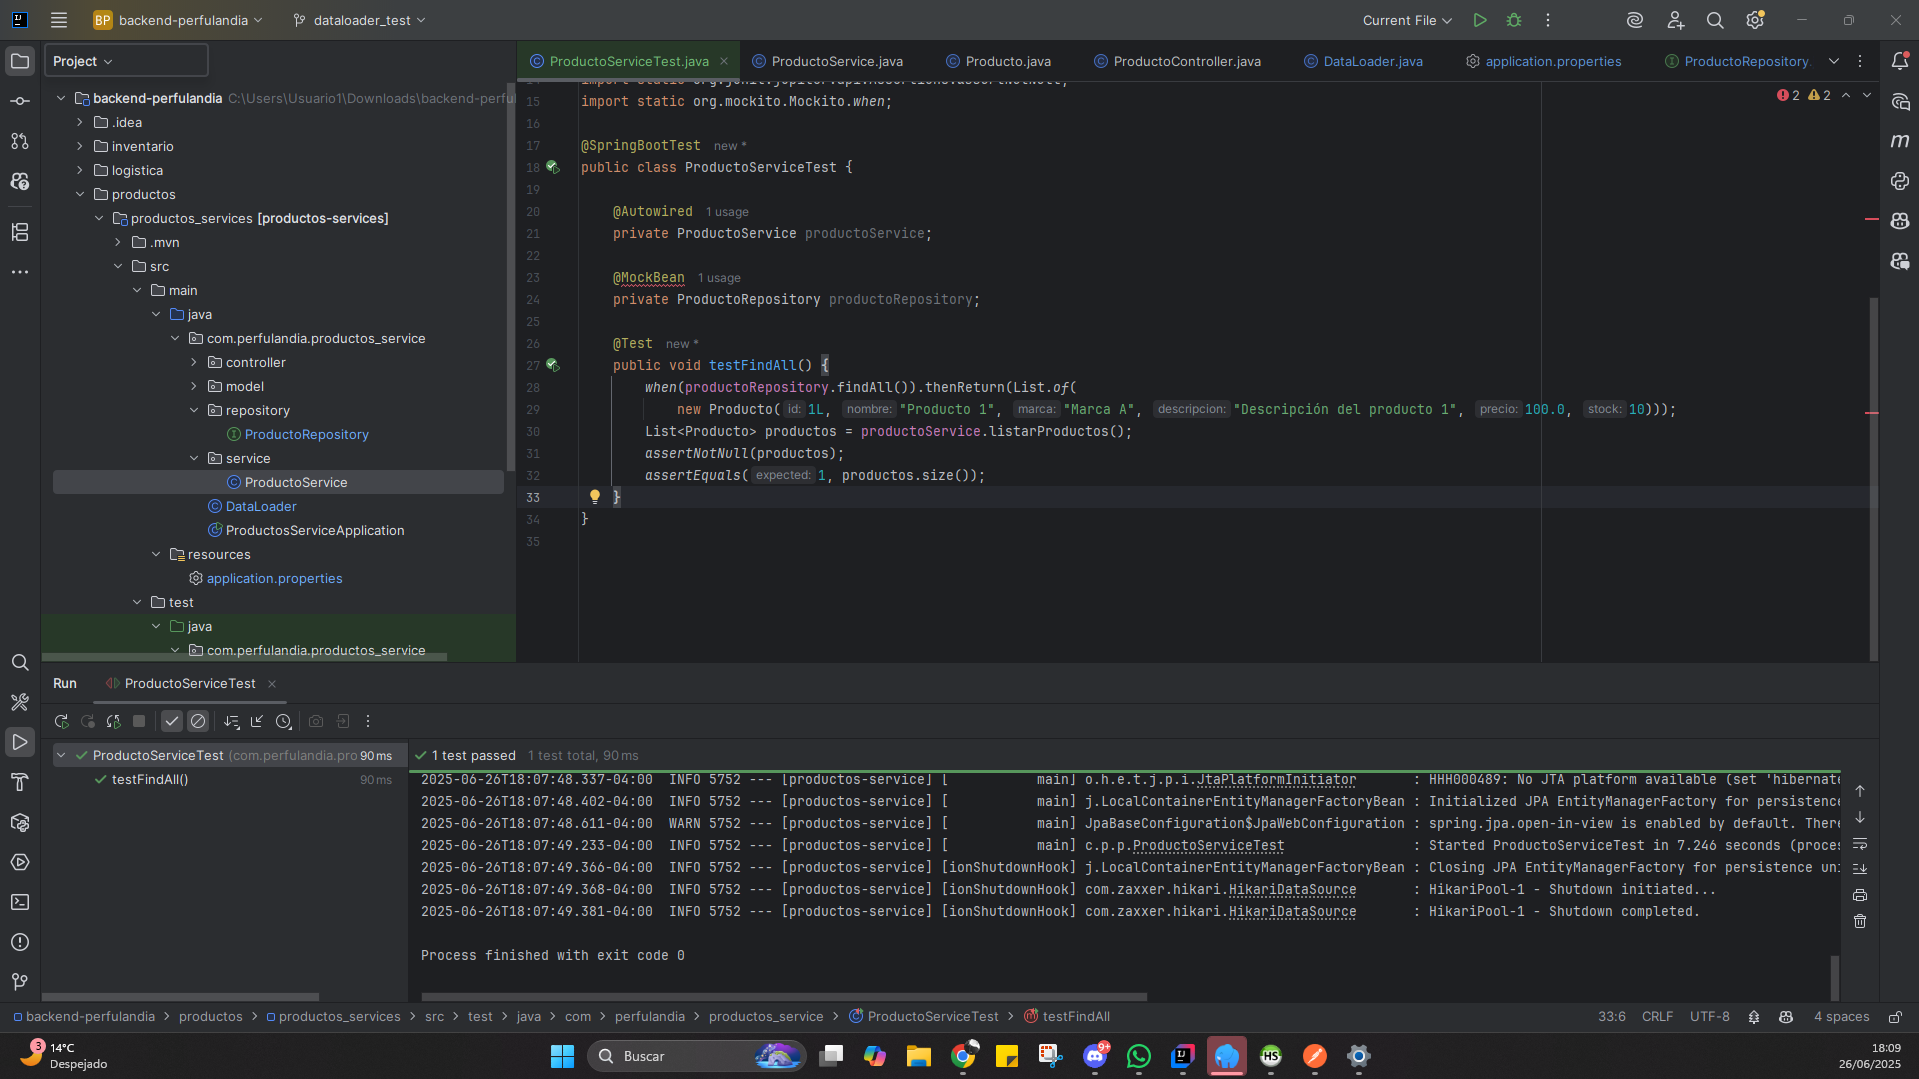 BP backend-perfulandia dataloader_test Current File
Project
backend-perfulandia C:\Users\Usuario1\Downloads\backend-perfu
.idea
inventario
logistica
productos
productos_services [productos-services]
.mvn
src
main
java
com.perfulandia.productos_service
controller
model
repository
ProductoRepository
service
ProductoService
DataLoader
ProductosServiceApplication
resources
application.properties
test
java
com.perfulandia.productos_service
ProductoServiceTest.java ProductoService.java Producto.java ProductoController.java DataLoader.java application.properties ProductoRepository
2 2
15 import static org.mockito.Mockito.when;
16
17 @SpringBootTest new *
18 public class ProductoServiceTest {
19
20 @Autowired 1 usage
21 private ProductoService productoService;
22
23 @MockBean 1 usage
24 private ProductoRepository productoRepository;
25
26 @Test new *
27 public void testFindAll() {
28 when(productoRepository.findAll()).thenReturn(List.of(
29 new Producto( id: 1L, nombre: "Producto 1", marca: "Marca A", descripcion: "Descripción del producto 1", precio: 100.0, stock: 10)));
30 List<Producto> productos = productoService.listarProductos();
31 assertNotNull(productos);
32 assertEquals( expected: 1, productos.size());
33 }
34 }
35
Run ProductoServiceTest
ProductoServiceTest (com.perfulandia.pro 90 ms
testFindAll() 90 ms
1 test passed 1 test total, 90 ms
2025-06-26T18:07:48.337-04:00 INFO 5752 --- [productos-service] [ main] o.h.e.t.j.p.i.JtaPlatformInitiator : HHH000489: No JTA platform available (set 'hibernate
2025-06-26T18:07:48.402-04:00 INFO 5752 --- [productos-service] [ main] j.LocalContainerEntityManagerFactoryBean : Initialized JPA EntityManagerFactory for persistence
2025-06-26T18:07:48.611-04:00 WARN 5752 --- [productos-service] [ main] JpaBaseConfiguration$JpaWebConfiguration : spring.jpa.open-in-view is enabled by default. There
2025-06-26T18:07:49.233-04:00 INFO 5752 --- [productos-service] [ main] c.p.p.ProductoServiceTest : Started ProductoServiceTest in 7.246 seconds (proce
2025-06-26T18:07:49.366-04:00 INFO 5752 --- [productos-service] [ionShutdownHook] j.LocalContainerEntityManagerFactoryBean : Closing JPA EntityManagerFactory for persistence uni
2025-06-26T18:07:49.368-04:00 INFO 5752 --- [productos-service] [ionShutdownHook] com.zaxxer.hikari.HikariDataSource : HikariPool-1 - Shutdown initiated...
2025-06-26T18:07:49.381-04:00 INFO 5752 --- [productos-service] [ionShutdownHook] com.zaxxer.hikari.HikariDataSource : HikariPool-1 - Shutdown completed.
Process finished with exit code 0
backend-perfulandia productos productos_services src test java com perfulandia productos_service ProductoServiceTest testFindAll 33:6 CRLF UTF-8 4 spaces
3 14°C
Despejado
Buscar
9+
HS
18:09
26/06/2025